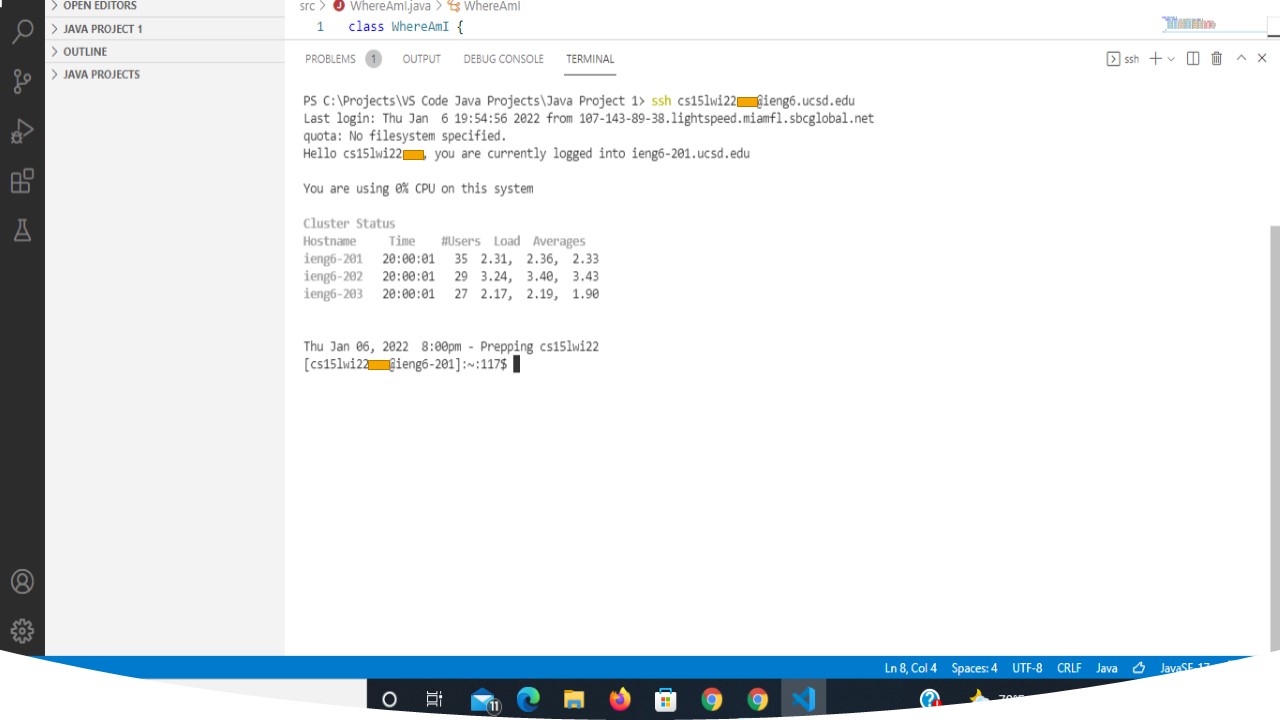 OPEN EDITORS
JAVA PROJECT 1
OUTLINE
JAVA PROJECTS
src > WhereAmI.java > WhereAmI
1 class WhereAmI {
PROBLEMS 1 OUTPUT DEBUG CONSOLE TERMINAL
ssh
PS C:\Projects\VS Code Java Projects\Java Project 1> ssh cs15lwi22@ieng6.ucsd.edu
Last login: Thu Jan  6 19:54:56 2022 from 107-143-89-38.lightspeed.miamfl.sbcglobal.net
quota: No filesystem specified.
Hello cs15lwi22, you are currently logged into ieng6-201.ucsd.edu
You are using 0% CPU on this system
Cluster Status
Hostname     Time    #Users  Load  Averages
ieng6-201   20:00:01   35  2.31,  2.36,  2.33
ieng6-202   20:00:01   29  3.24,  3.40,  3.43
ieng6-203   20:00:01   27  2.17,  2.19,  1.90
Thu Jan 06, 2022  8:00pm - Prepping cs15lwi22
[cs15lwi22@ieng6-201]:~:117$
Ln 8, Col 4 Spaces: 4 UTF-8 CRLF Java
11